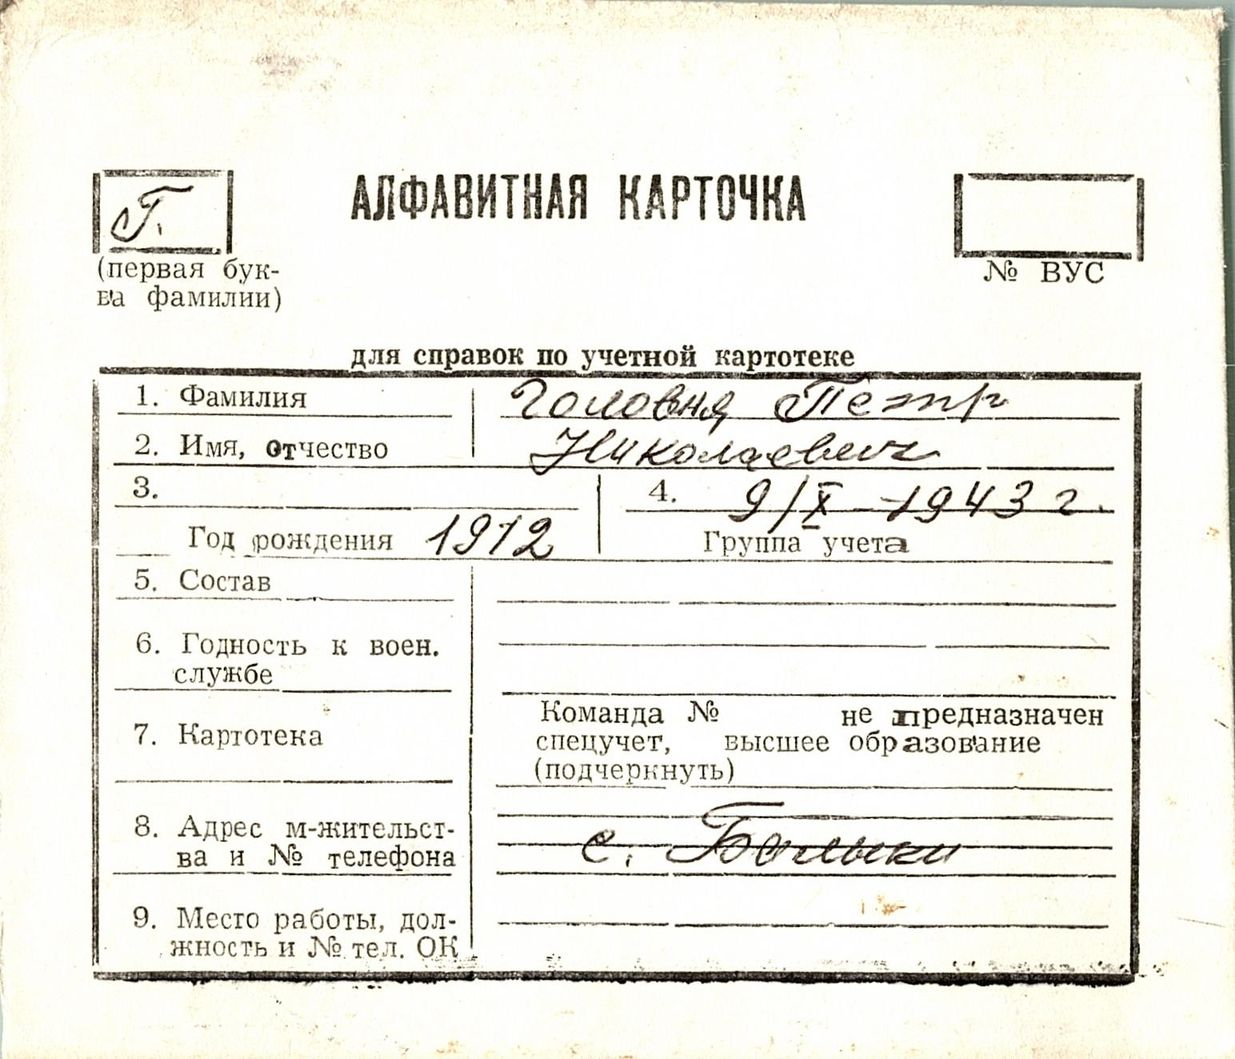 Г.
АЛФАВИТНАЯ КАРТОЧКА
(первая бук-
ва фамилии)
№ ВУС
для справок по учетной картотеке
1. Фамилия Головня Петр
2. Имя, отчество Николаевич
3.
4. 9/X-1943 г.
Год рождения 1912
Группа учета
5. Состав
6. Годность к воен.
службе
7. Картотека
Команда № не предназначен
спецучет, высшее образование
(подчеркнуть)
8. Адрес м-жительст-
ва и № телефона
с. Балыки
9. Место работы, дол-
жность и № тел. ОК